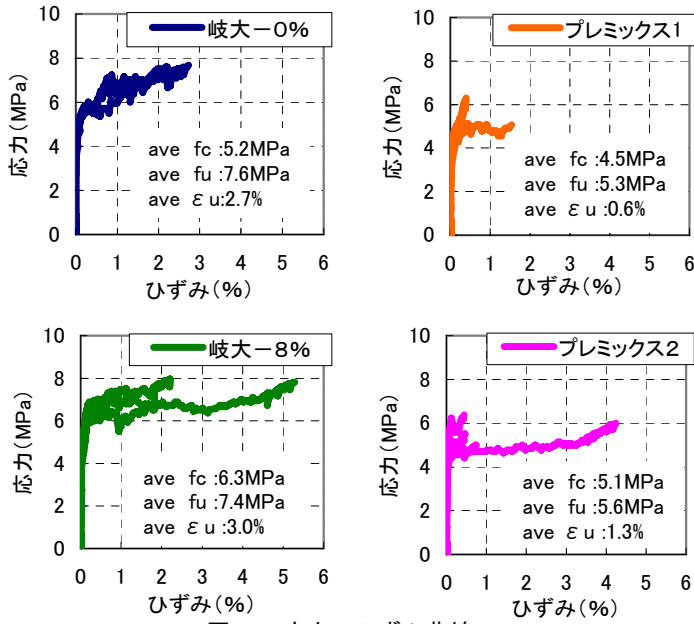 岐大－0%
10
8
6
4
2
0
応力(MPa)
ave fc:5.2MPa
ave fu:7.6MPa
ave εu:2.7%
0 1 2 3 4 5 6
ひずみ(%)
プレミックス1
10
8
6
4
2
0
応力(MPa)
ave fc:4.5MPa
ave fu:5.3MPa
ave εu:0.6%
0 1 2 3 4 5 6
ひずみ(%)
岐大－8%
10
8
6
4
2
0
応力(MPa)
ave fc:6.3MPa
ave fu:7.4MPa
ave εu:3.0%
0 1 2 3 4 5 6
ひずみ(%)
プレミックス2
10
8
6
4
2
0
応力(MPa)
ave fc:5.1MPa
ave fu:5.6MPa
ave εu:1.3%
0 1 2 3 4 5 6
ひずみ(%)